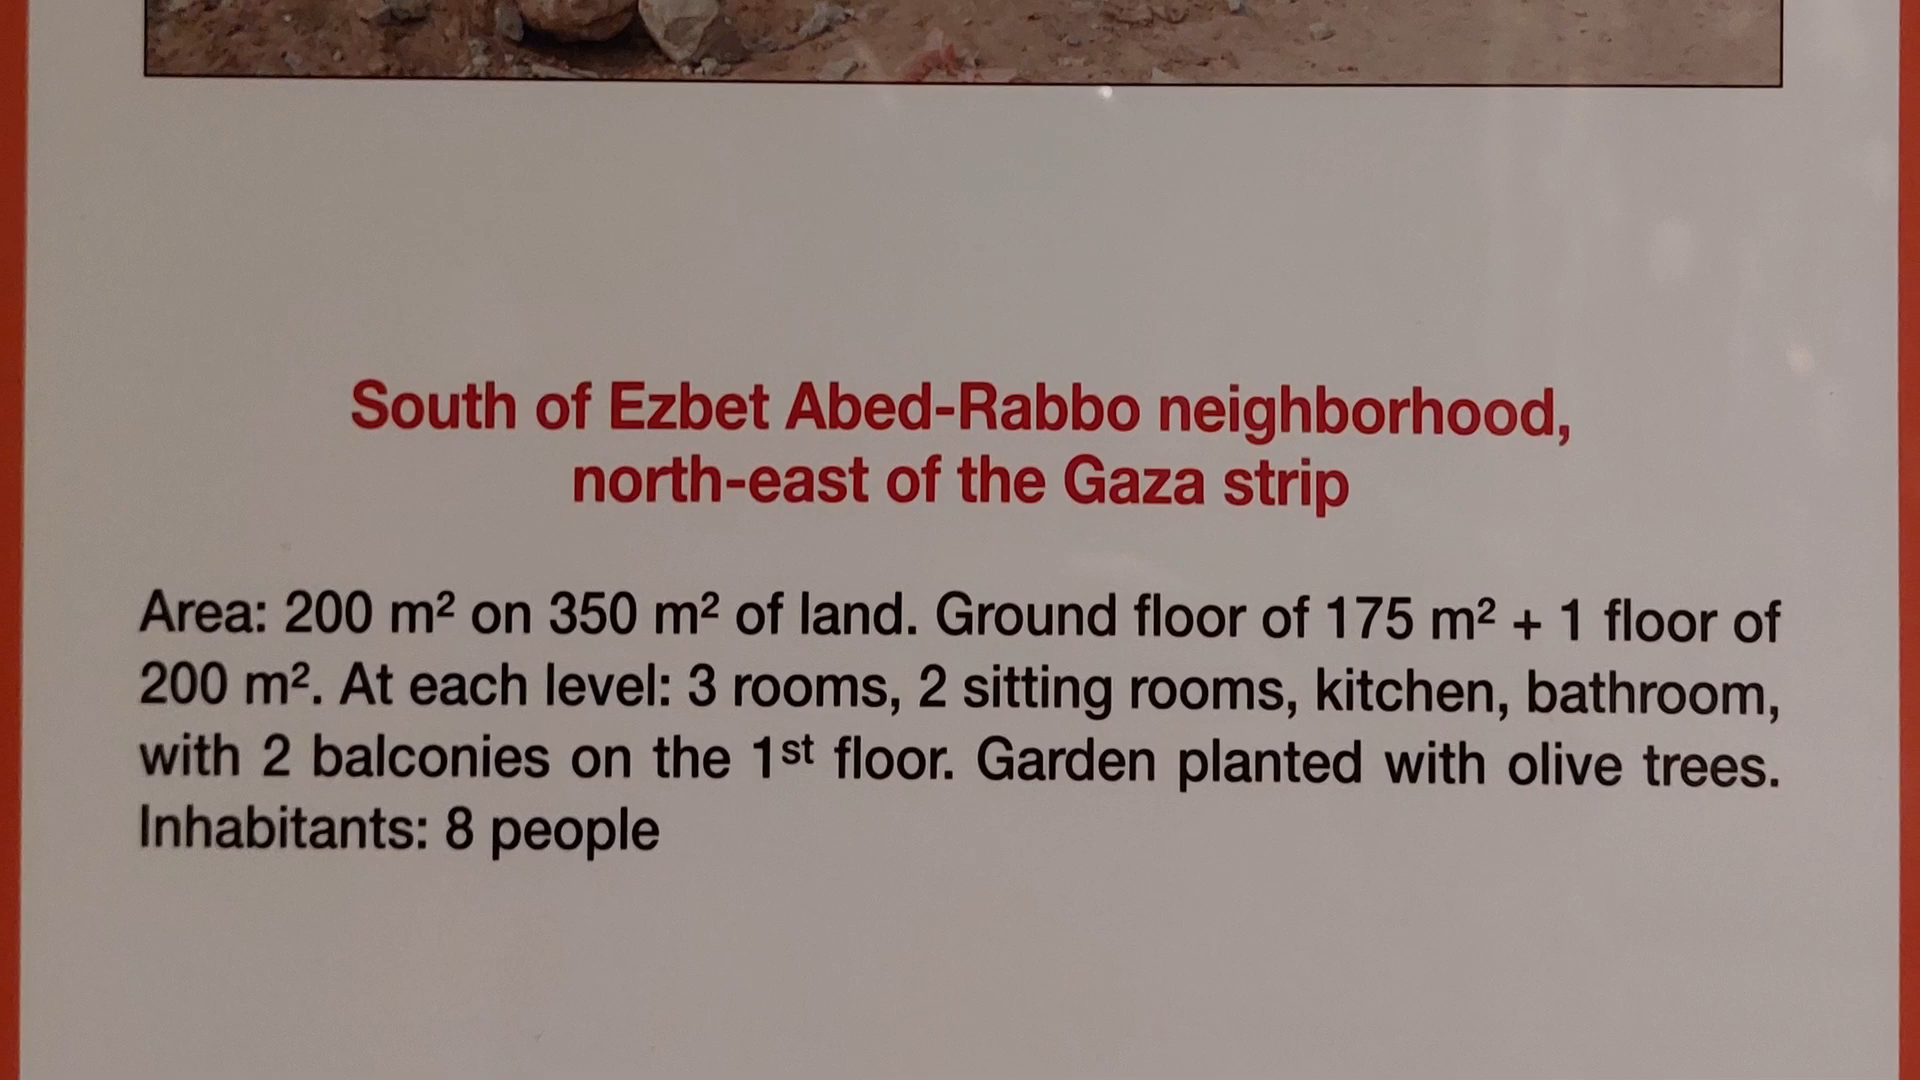 South of Ezbet Abed-Rabbo neighborhood,
north-east of the Gaza strip
Area: 200 m² on 350 m² of land. Ground floor of 175 m² + 1 floor of
200 m². At each level: 3 rooms, 2 sitting rooms, kitchen, bathroom,
with 2 balconies on the 1st floor. Garden planted with olive trees.
Inhabitants: 8 people